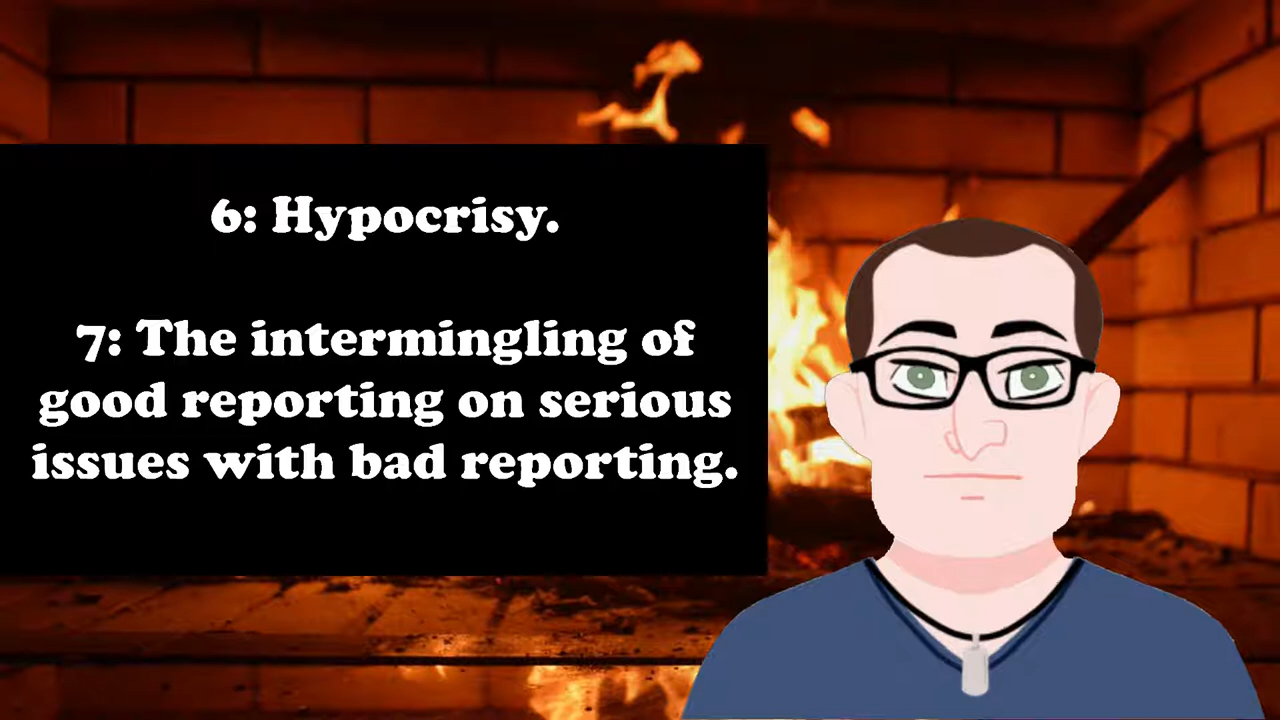 6: Hypocrisy.
7: The intermingling of
good reporting on serious
issues with bad reporting.